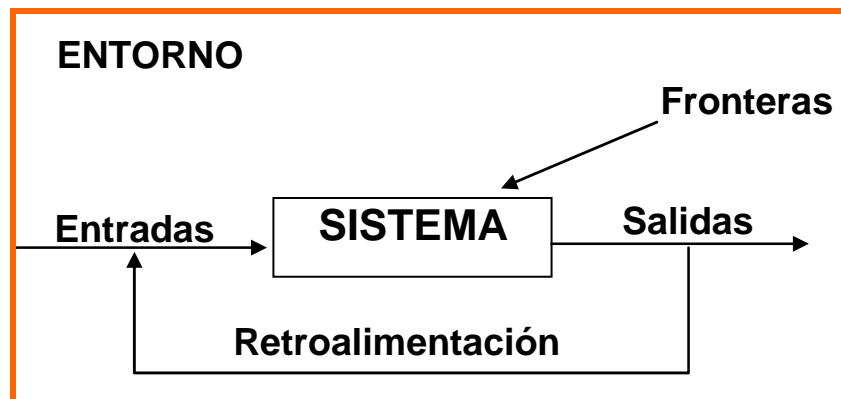 ENTORNO
Fronteras
Entradas
SISTEMA
Salidas
Retroalimentación